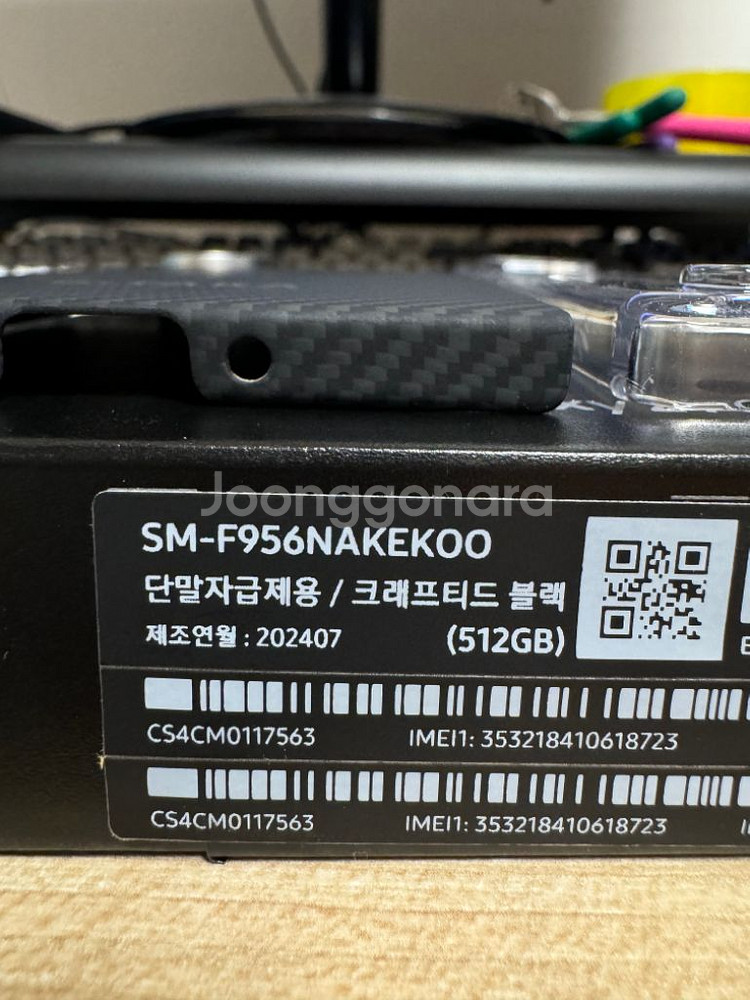 Joonggonara
SM-F956NAKEKOO
단말자급제용 / 크래프티드 블랙
제조연월 : 202407 (512GB)
CS4CM0117563 IMEI1: 353218410618723
CS4CM0117563 IMEI1: 353218410618723